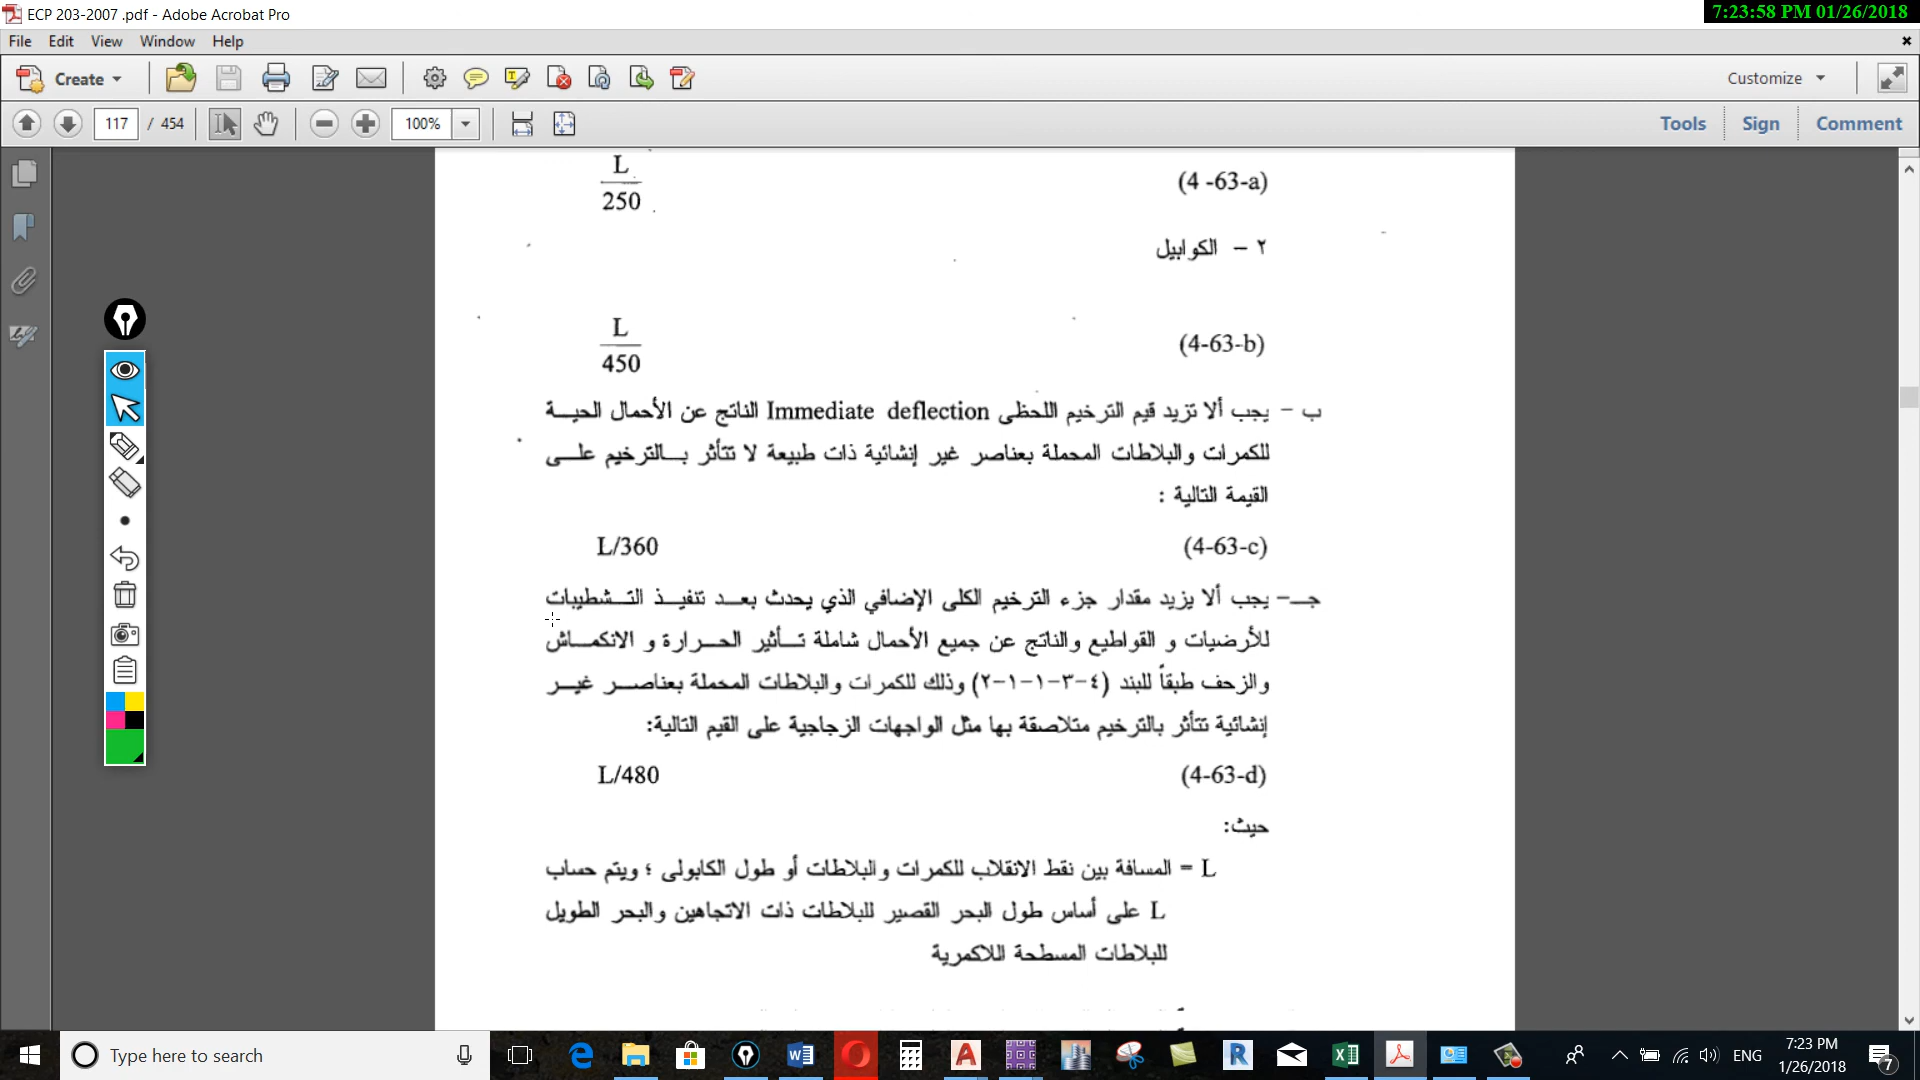 ECP 203-2007 .pdf - Adobe Acrobat Pro
7:23:58 PM 01/26/2018
File Edit View Window Help
Create
Customize
117 / 454
100%
Tools Sign Comment
L
250
(4 -63-a)
٢ - الكوابيل
L
450
(4-63-b)
ب - يجب ألا تزيد قيم الترخيم اللحظى Immediate deflection الناتج عن الأحمال الحية
للكمرات والبلاطات المحملة بعناصر غير إنشائية ذات طبيعة لا تتأثر بالترخيم على
القيمة التالية :
L/360
(4-63-c)
جـ- يجب ألا يزيد مقدار جزء الترخيم الكلى الإضافي الذي يحدث بعد تنفيذ التشطيبات
للأرضيات و القواطيع والناتج عن جميع الأحمال شاملة تأثير الحرارة و الانكماش
والزحف طبقاً للبند (٤-٣-١-١-٢) وذلك للكمرات والبلاطات المحملة بعناصر غير
إنشائية تتأثر بالترخيم متلاصقة بها مثل الواجهات الزجاجية على القيم التالية:
L/480
(4-63-d)
حيث:
L = المسافة بين نقط الانقلاب للكمرات والبلاطات أو طول الكابولى ؛ ويتم حساب
L على أساس طول البحر القصير للبلاطات ذات الاتجاهين والبحر الطويل
للبلاطات المسطحة اللاكمرية
Type here to search
ENG
7:23 PM
1/26/2018
7